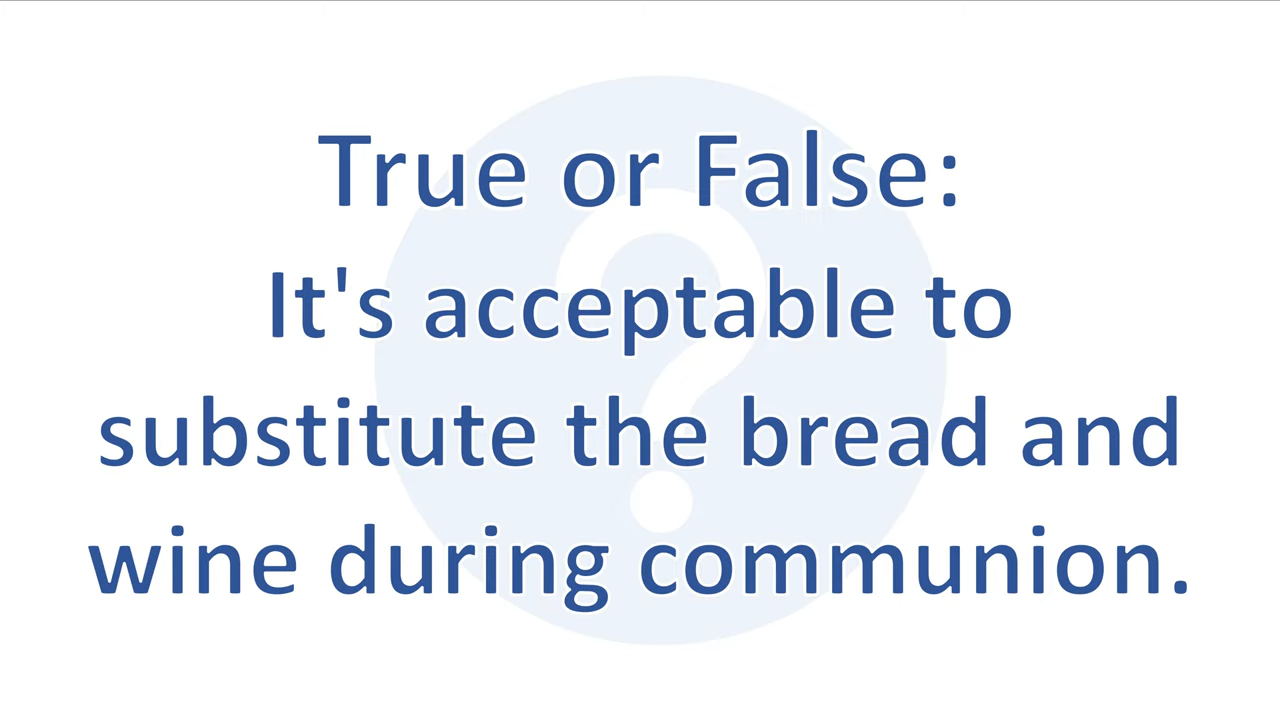 True or False:
It's acceptable to
substitute the bread and
wine during communion.